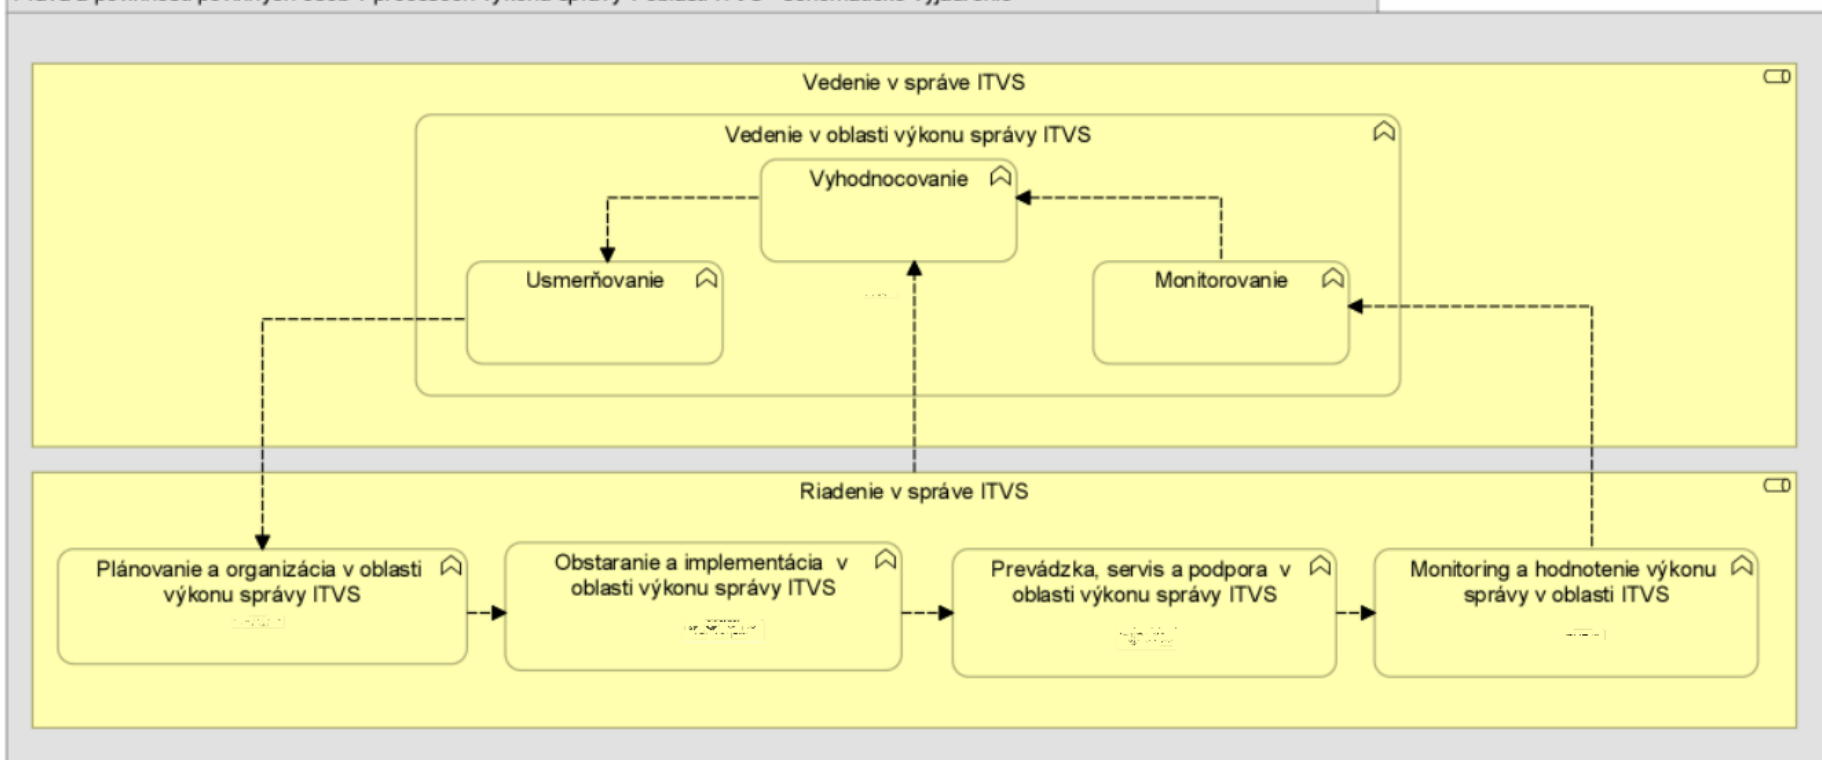 Vedenie v správe ITVS
Vedenie v oblasti výkonu správy ITVS
Vyhodnocovanie
Usmerňovanie
Monitorovanie
Riadenie v správe ITVS
Plánovanie a organizácia v oblasti
výkonu správy ITVS
Obstaranie a implementácia v
oblasti výkonu správy ITVS
Prevádzka, servis a podpora v
oblasti výkonu správy ITVS
Monitoring a hodnotenie výkonu
správy v oblasti ITVS